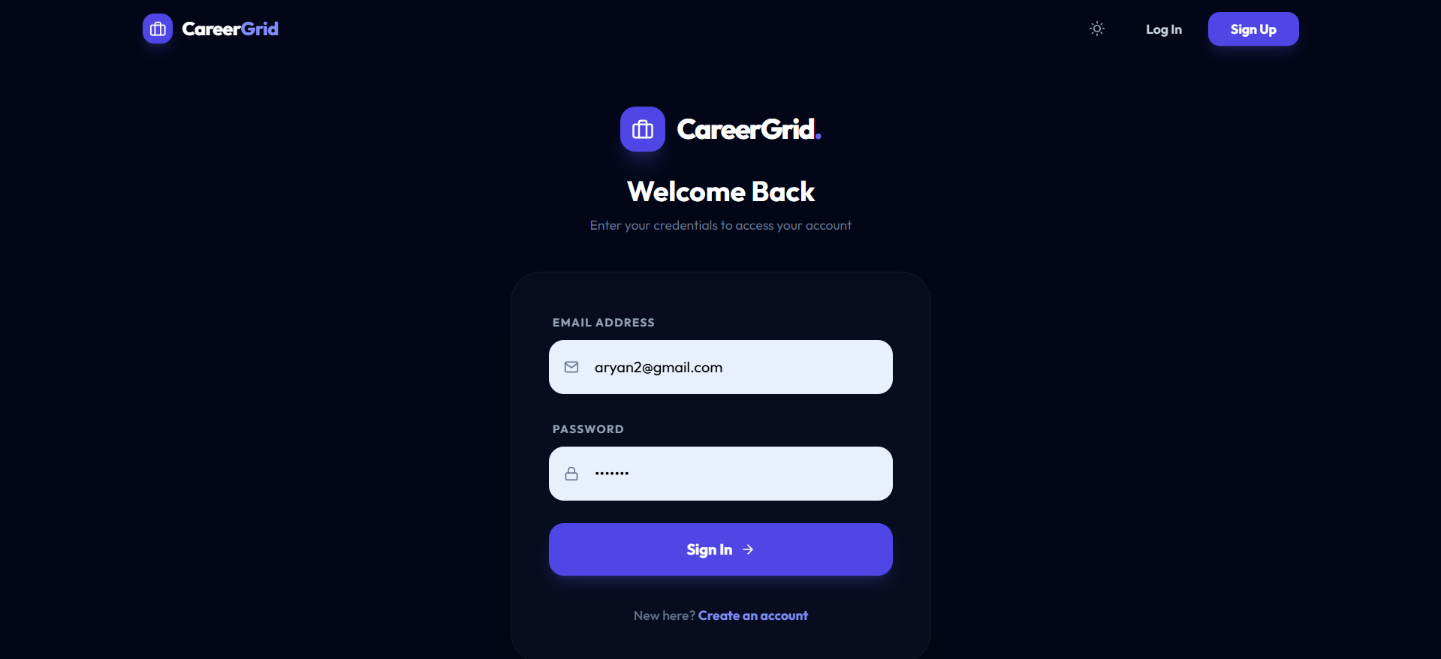 CareerGrid
Log In
Sign Up
CareerGrid.
Welcome Back
Enter your credentials to access your account
EMAIL ADDRESS
aryan2@gmail.com
PASSWORD
•••••••
Sign In →
New here? Create an account